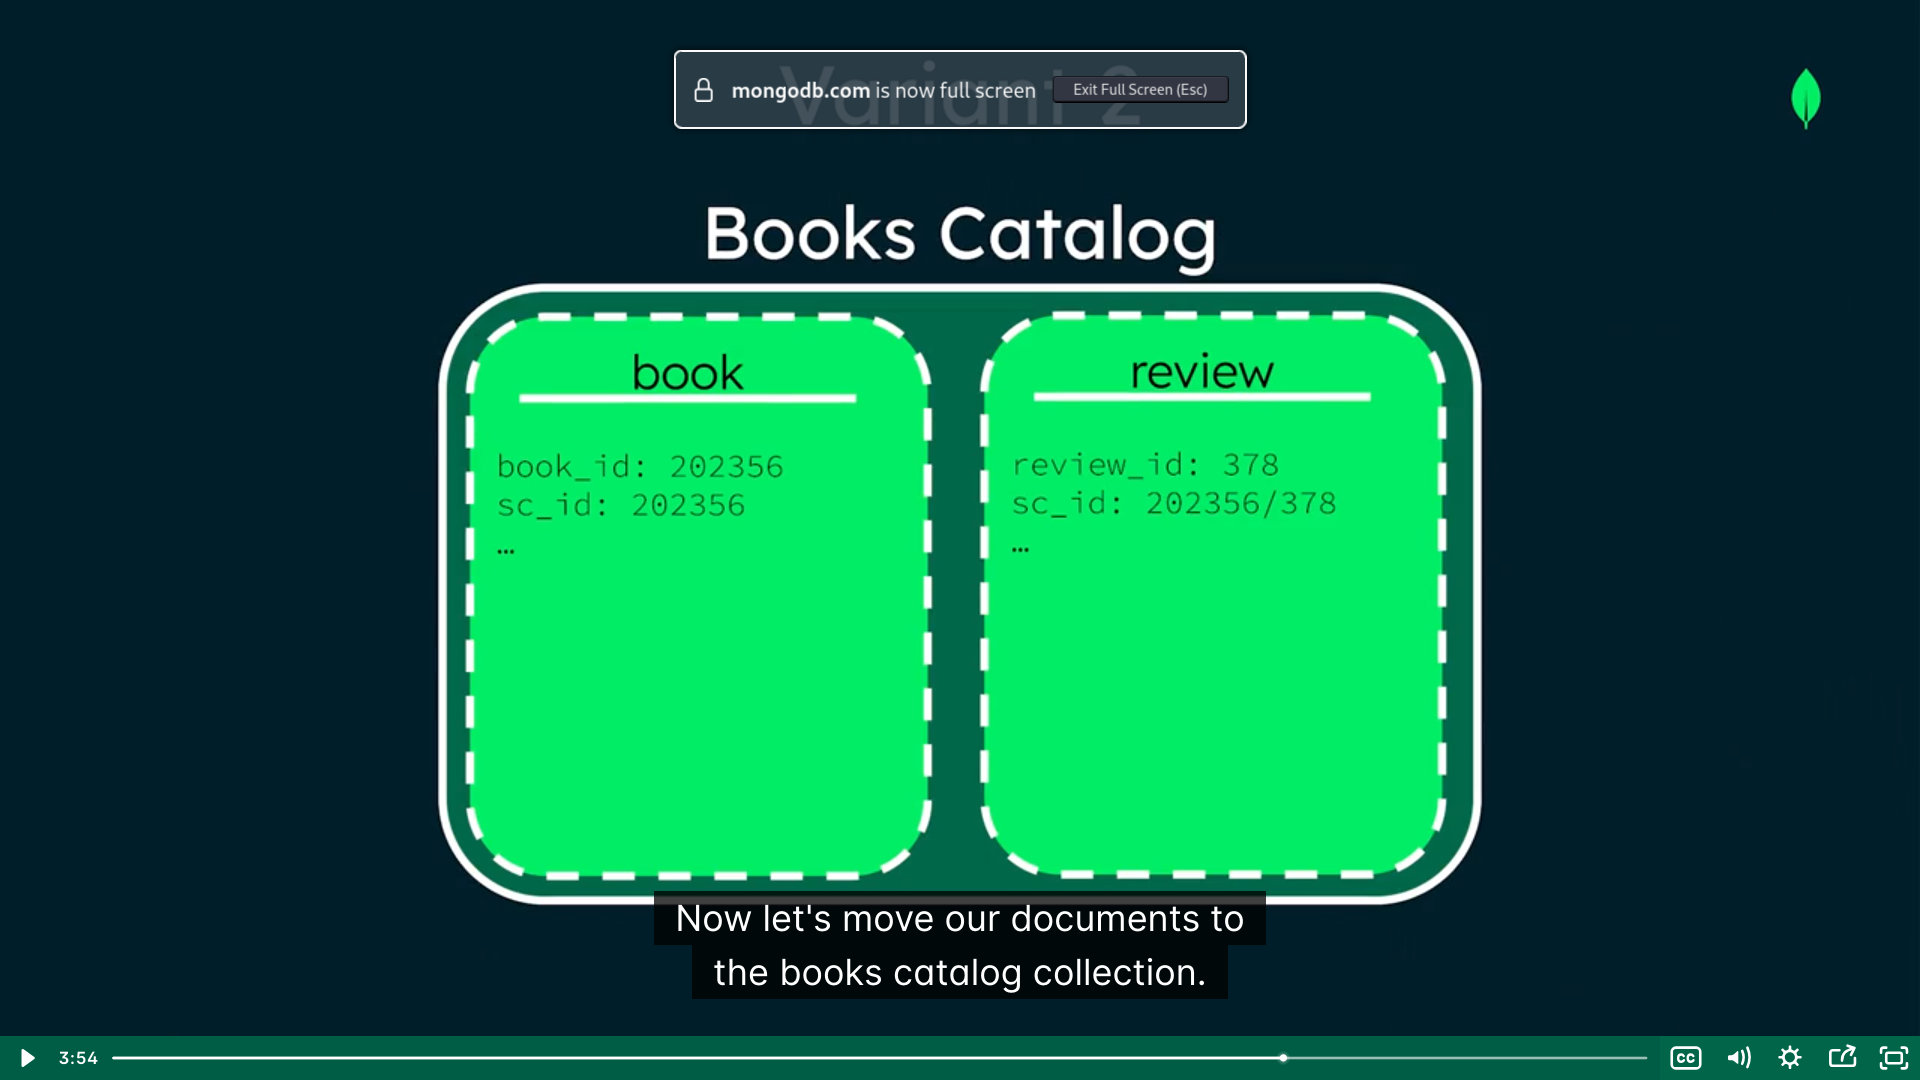 Variant 2
mongodb.com is now full screen
Exit Full Screen (Esc)
Books Catalog
book
book_id: 202356
sc_id: 202356
…
review
review_id: 378
sc_id: 202356/378
…
Now let's move our documents to
the books catalog collection.
3:54
CC